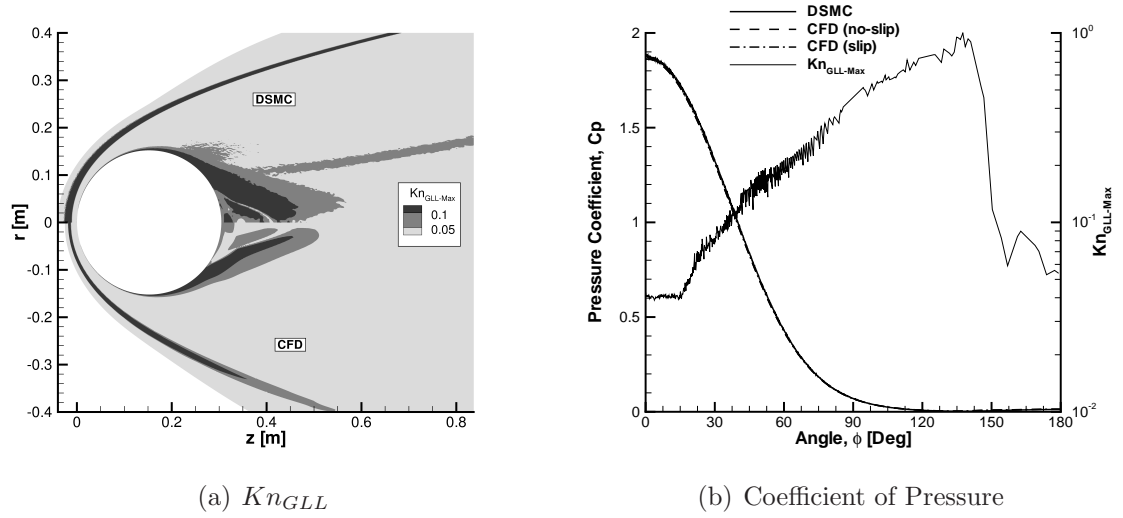 0.4
0.3
0.2
0.1
0
-0.1
-0.2
-0.3
-0.4
r [m]
DSMC
Kn_GLL-Max
0.1
0.05
CFD
0 0.2 0.4 0.6 0.8
z [m]
(a) Kn_GLL
DSMC
CFD (no-slip)
CFD (slip)
Kn_GLL-Max
2
1.5
1
0.5
0
Pressure Coefficient, Cp
10^0
10^-1
10^-2
Kn_GLL-Max
0 30 60 90 120 150 180
Angle, ϕ [Deg]
(b) Coefficient of Pressure